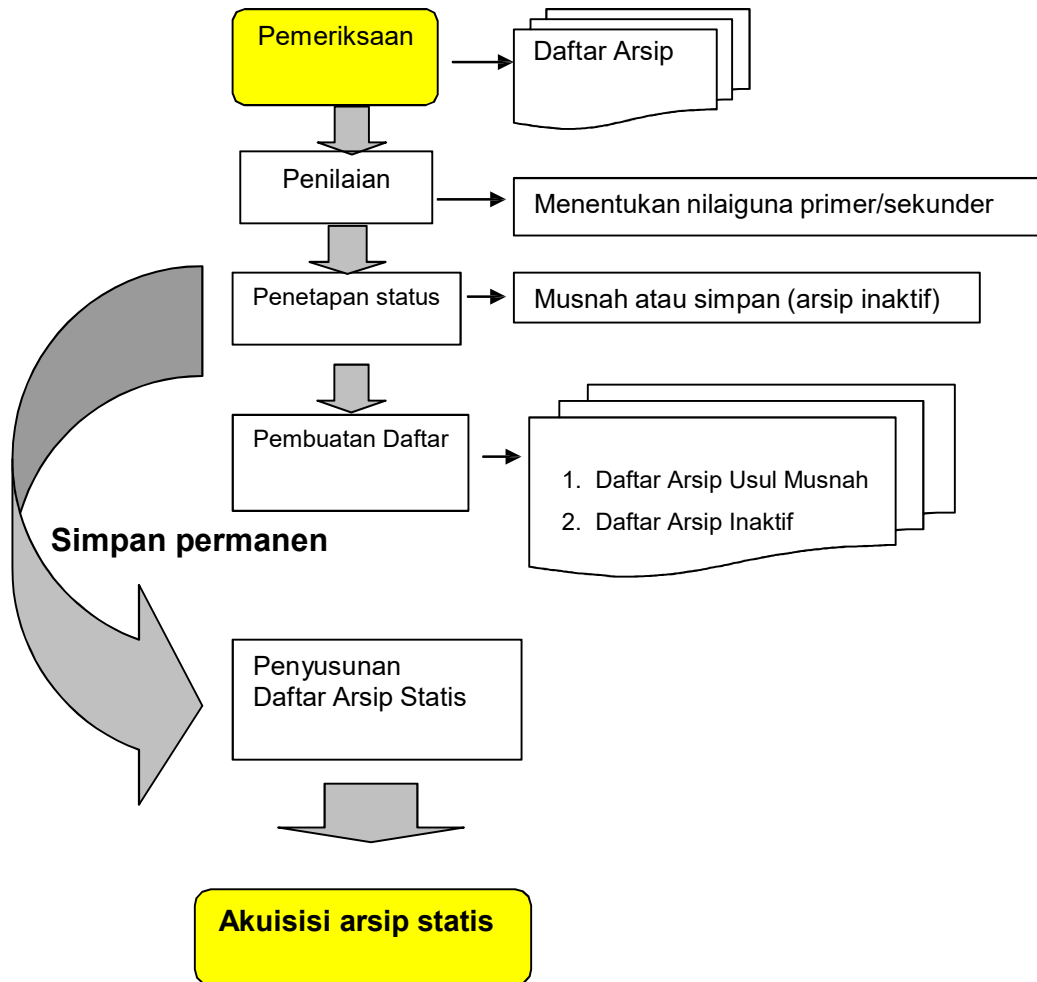 Pemeriksaan
Daftar Arsip
Penilaian
Menentukan nilaiguna primer/sekunder
Penetapan status
Musnah atau simpan (arsip inaktif)
Pembuatan Daftar
1. Daftar Arsip Usul Musnah
2. Daftar Arsip Inaktif
Simpan permanen
Penyusunan
Daftar Arsip Statis
Akuisisi arsip statis